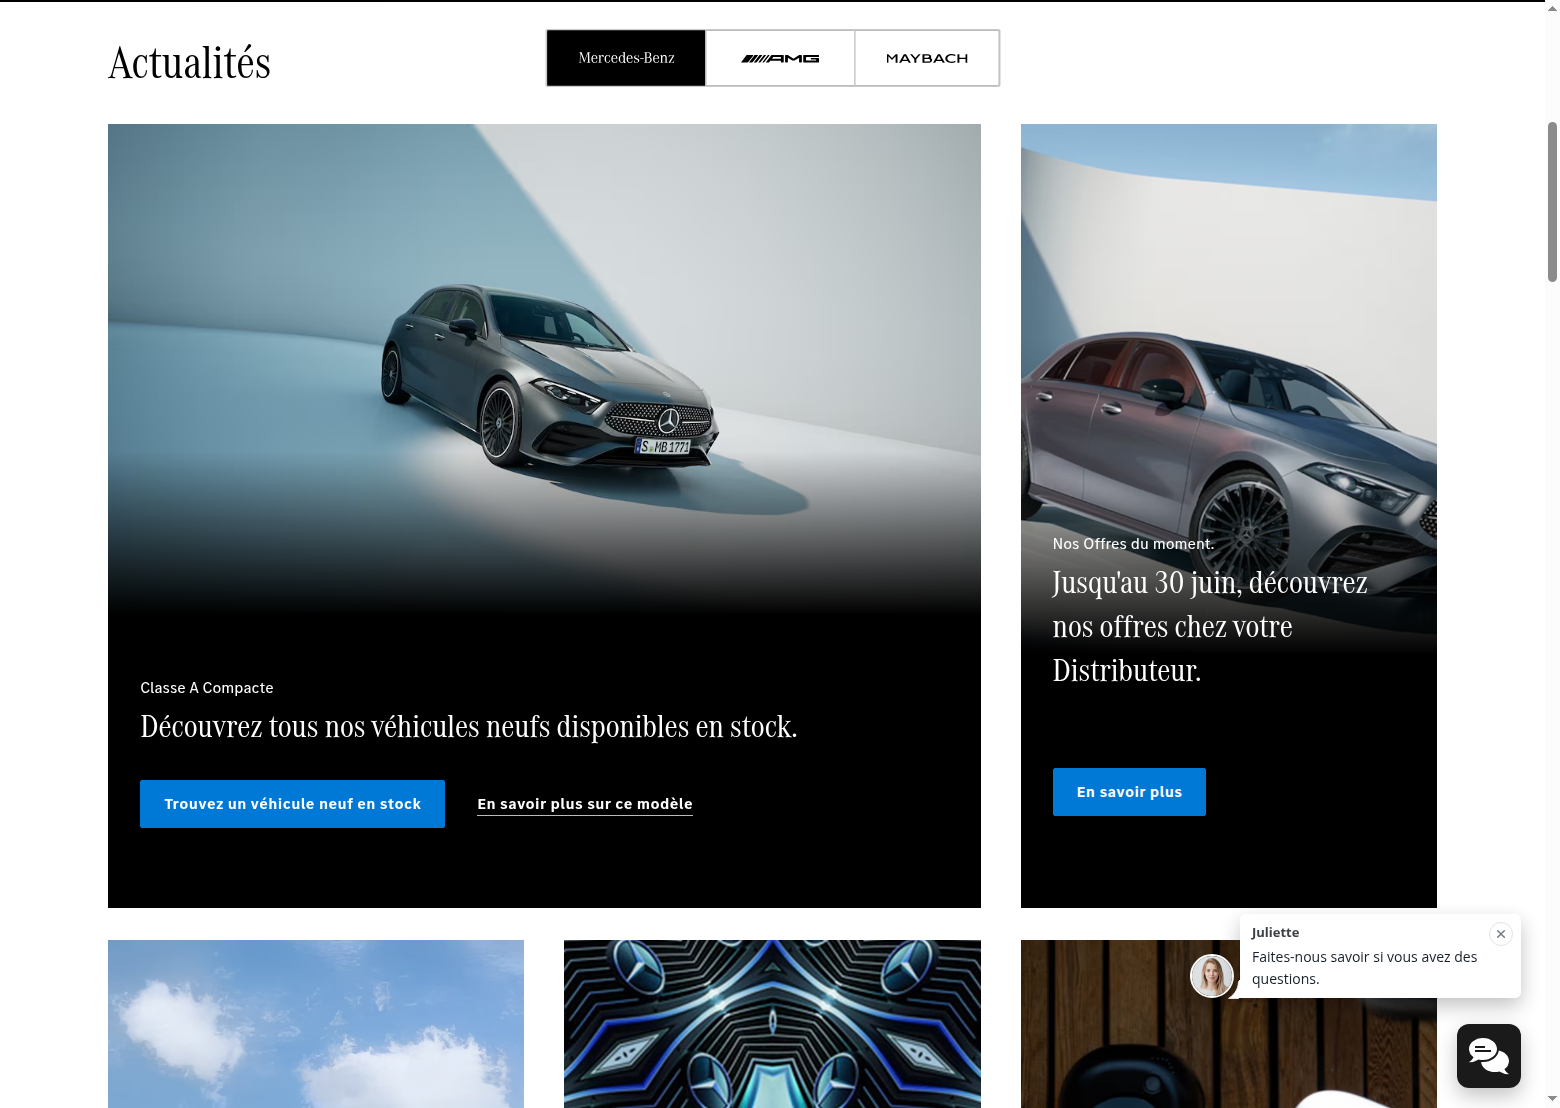 Actualités
Mercedes-Benz
AMG
MAYBACH
S MB 1771
Classe A Compacte
Découvrez tous nos véhicules neufs disponibles en stock.
Trouvez un véhicule neuf en stock
En savoir plus sur ce modèle
Nos Offres du moment.
Jusqu'au 30 juin, découvrez
nos offres chez votre
Distributeur.
En savoir plus
Juliette
Faites-nous savoir si vous avez des
questions.